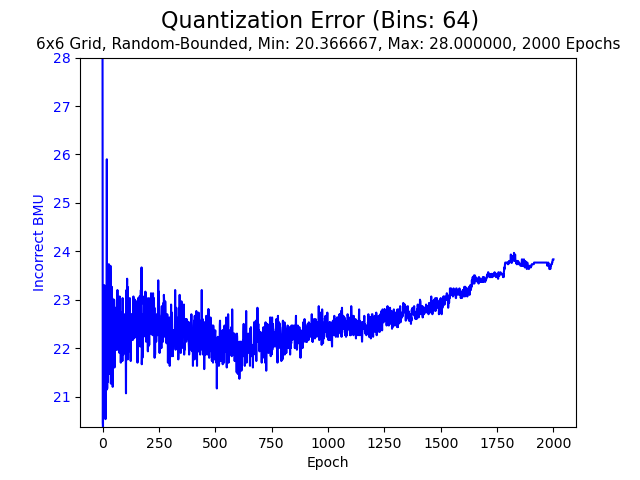 Quantization Error (Bins: 64)
6x6 Grid, Random-Bounded, Min: 20.366667, Max: 28.000000, 2000 Epochs
28
27
26
25
24
23
22
21
Incorrect BMU
0 250 500 750 1000 1250 1500 1750 2000
Epoch